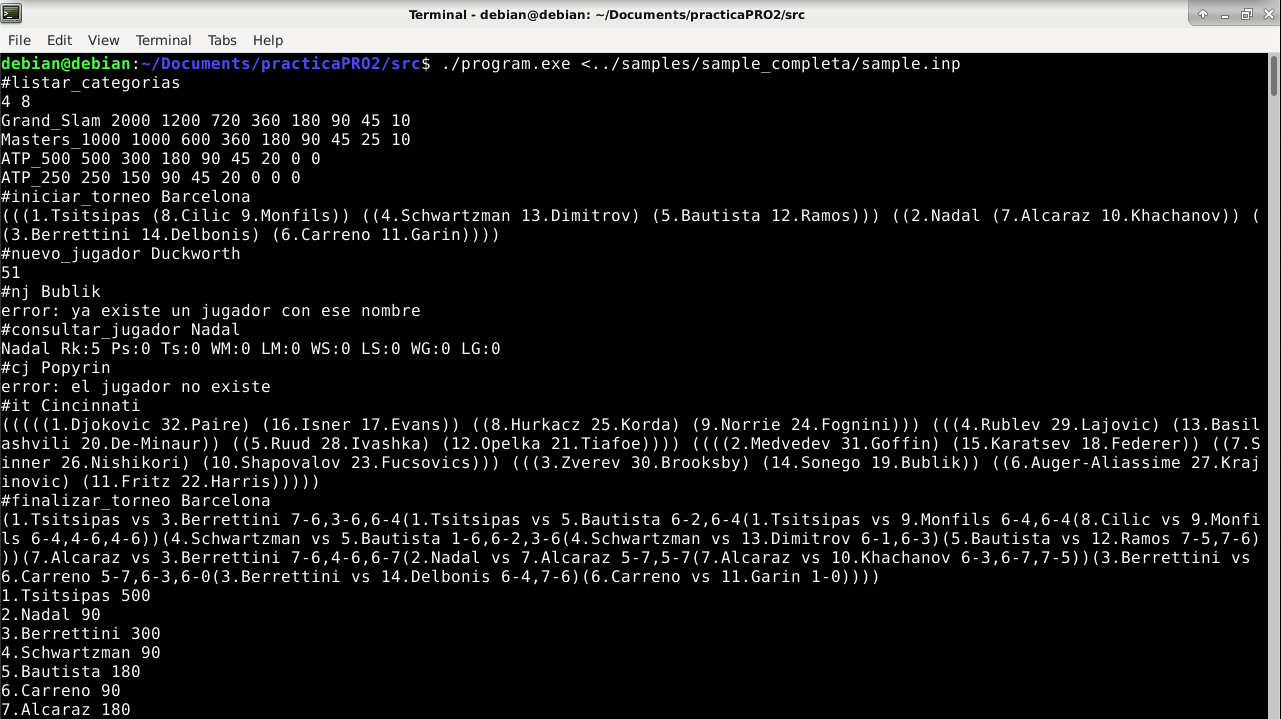 Terminal - debian@debian: ~/Documents/practicaPRO2/src
File Edit View Terminal Tabs Help
debian@debian:~/Documents/practicaPRO2/src$ ./program.exe <../samples/sample_completa/sample.inp
#listar_categorias
4 8
Grand_Slam 2000 1200 720 360 180 90 45 10
Masters_1000 1000 600 360 180 90 45 25 10
ATP_500 500 300 180 90 45 20 0 0
ATP_250 250 150 90 45 20 0 0 0
#iniciar_torneo Barcelona
(((1.Tsitsipas (8.Cilic 9.Monfils)) ((4.Schwartzman 13.Dimitrov) (5.Bautista 12.Ramos))) ((2.Nadal (7.Alcaraz 10.Khachanov)) (
(3.Berrettini 14.Delbonis) (6.Carreno 11.Garin))))
#nuevo_jugador Duckworth
51
#nj Bublik
error: ya existe un jugador con ese nombre
#consultar_jugador Nadal
Nadal Rk:5 Ps:0 Ts:0 WM:0 LM:0 WS:0 LS:0 WG:0 LG:0
#cj Popyrin
error: el jugador no existe
#it Cincinnati
(((((1.Djokovic 32.Paire) (16.Isner 17.Evans)) ((8.Hurkacz 25.Korda) (9.Norrie 24.Fognini))) (((4.Rublev 29.Lajovic) (13.Basil
ashvili 20.De-Minaur)) ((5.Ruud 28.Ivashka) (12.Opelka 21.Tiafoe)))) ((((2.Medvedev 31.Goffin) (15.Karatsev 18.Federer)) ((7.S
inner 26.Nishikori) (10.Shapovalov 23.Fucsovics))) (((3.Zverev 30.Brooksby) (14.Sonego 19.Bublik)) ((6.Auger-Aliassime 27.Kraj
inovic) (11.Fritz 22.Harris)))))
#finalizar_torneo Barcelona
(1.Tsitsipas vs 3.Berrettini 7-6,3-6,6-4(1.Tsitsipas vs 5.Bautista 6-2,6-4(1.Tsitsipas vs 9.Monfils 6-4,6-4(8.Cilic vs 9.Monfi
ls 6-4,4-6,4-6))(4.Schwartzman vs 5.Bautista 1-6,6-2,3-6(4.Schwartzman vs 13.Dimitrov 6-1,6-3)(5.Bautista vs 12.Ramos 7-5,7-6)
))(7.Alcaraz vs 3.Berrettini 7-6,4-6,6-7(2.Nadal vs 7.Alcaraz 5-7,5-7(7.Alcaraz vs 10.Khachanov 6-3,6-7,7-5))(3.Berrettini vs
6.Carreno 5-7,6-3,6-0(3.Berrettini vs 14.Delbonis 6-4,7-6)(6.Carreno vs 11.Garin 1-0))))
1.Tsitsipas 500
2.Nadal 90
3.Berrettini 300
4.Schwartzman 90
5.Bautista 180
6.Carreno 90
7.Alcaraz 180